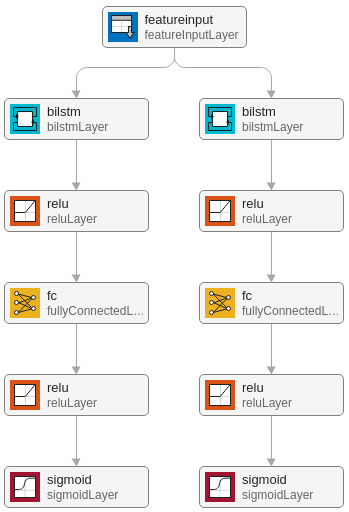 featureinput
featureInputLayer
bilstm
bilstmLayer
bilstm
bilstmLayer
relu
reluLayer
relu
reluLayer
fc
fullyConnectedL...
fc
fullyConnectedL...
relu
reluLayer
relu
reluLayer
sigmoid
sigmoidLayer
sigmoid
sigmoidLayer